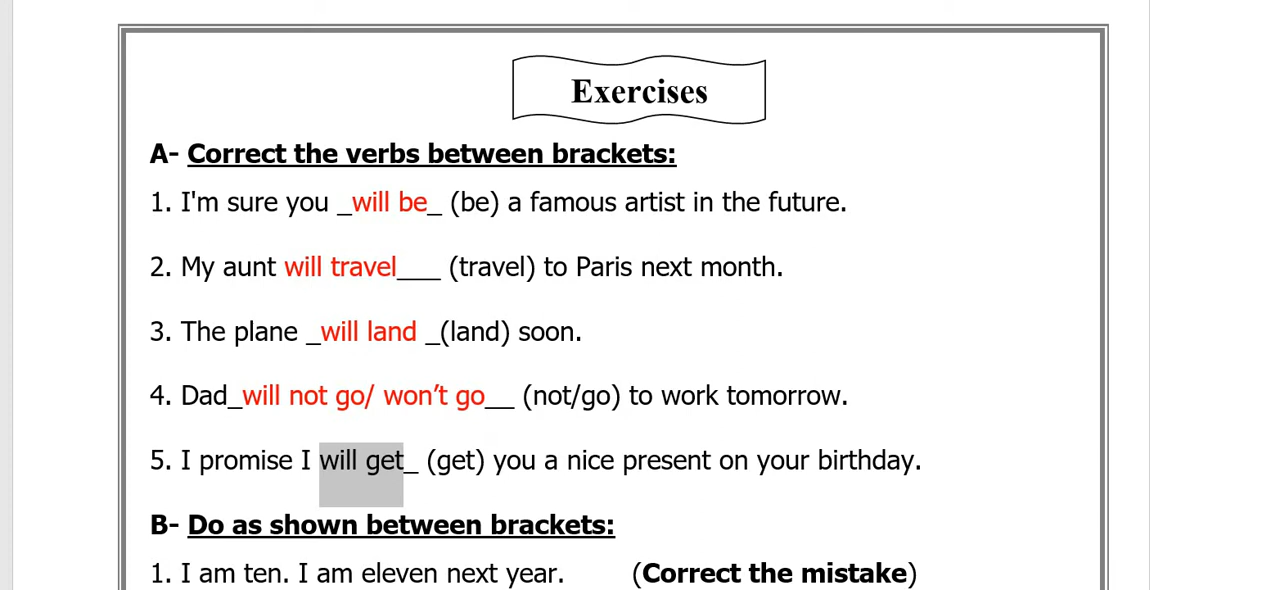 Exercises
A- Correct the verbs between brackets:
1. I'm sure you _will be_ (be) a famous artist in the future.
2. My aunt will travel___ (travel) to Paris next month.
3. The plane _will land _(land) soon.
4. Dad_will not go/ won’t go__ (not/go) to work tomorrow.
5. I promise I will get_ (get) you a nice present on your birthday.
B- Do as shown between brackets:
1. I am ten. I am eleven next year. (Correct the mistake)